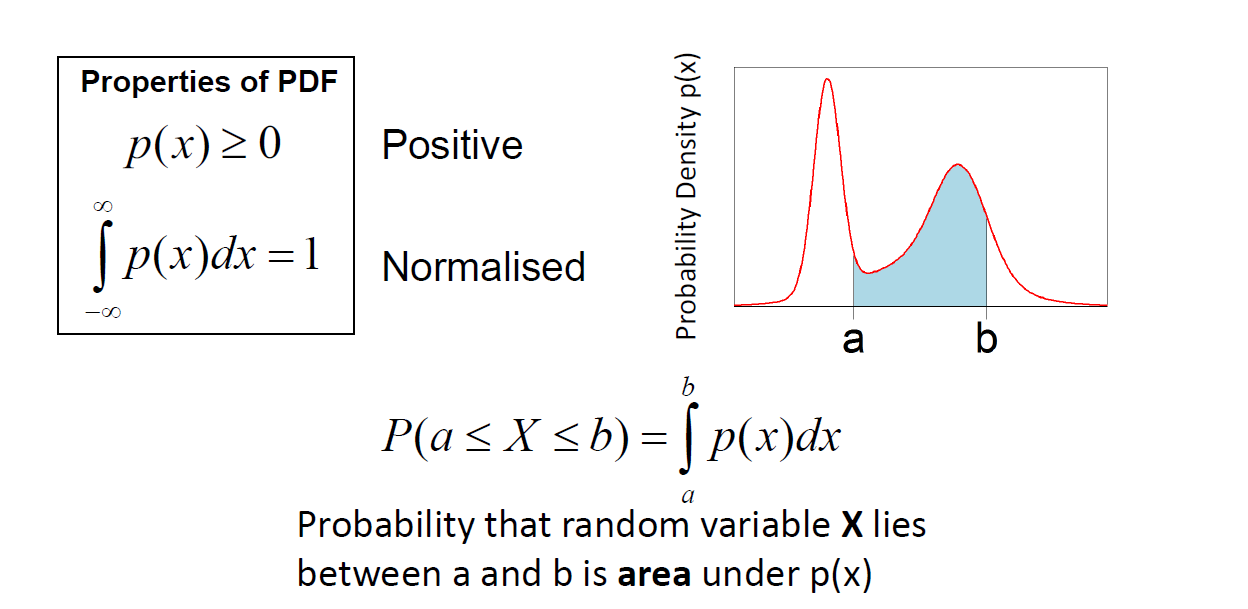 Properties of PDF
p(x) ≥ 0
Positive
∞
∫ p(x)dx = 1
−∞
Normalised
Probability Density p(x)
a
b
b
P(a ≤ X ≤ b) = ∫ p(x)dx
a
Probability that random variable X lies
between a and b is area under p(x)